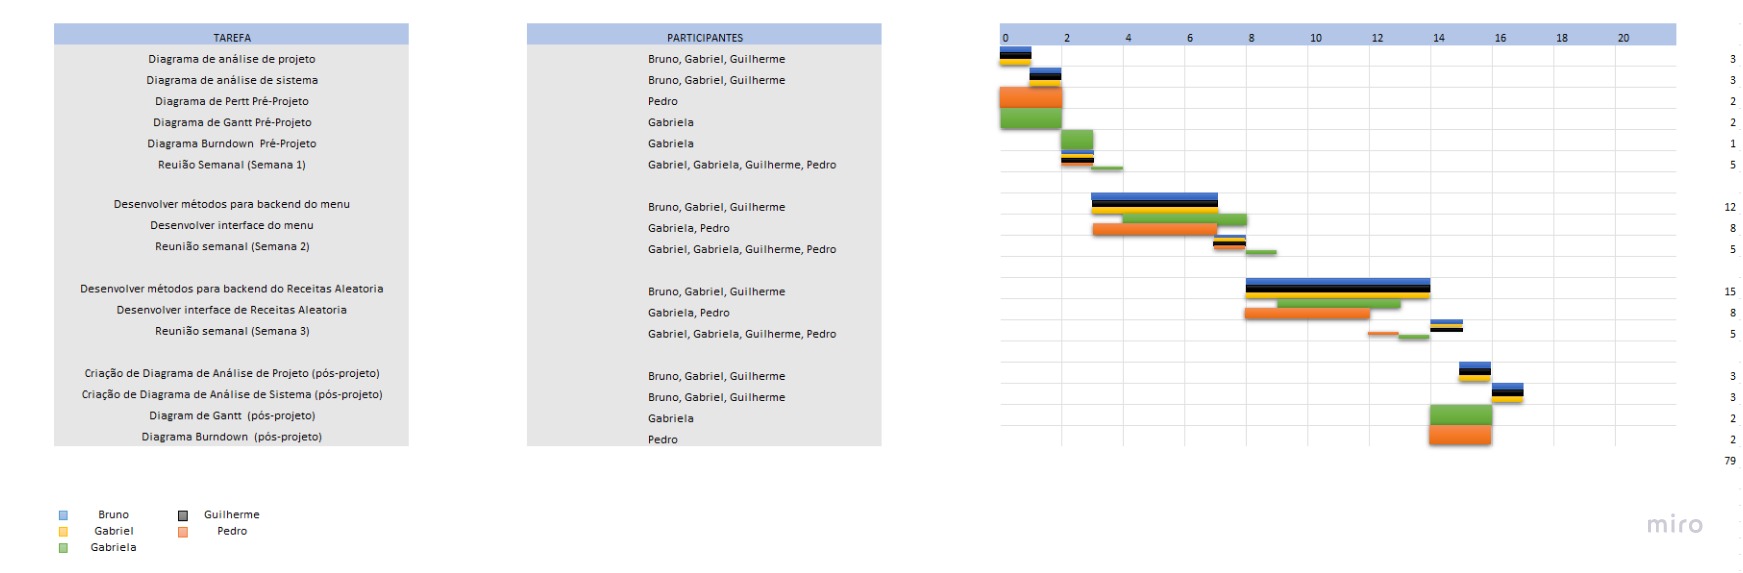 TAREFA PARTICIPANTES 0 2 4 6 8 10 12 14 16 18 20
Diagrama de análise de projeto Bruno, Gabriel, Guilherme 3
Diagrama de análise de sistema Bruno, Gabriel, Guilherme 3
Diagrama de Pertt Pré-Projeto Pedro 2
Diagrama de Gantt Pré-Projeto Gabriela 2
Diagrama Burndown Pré-Projeto Gabriela 1
Reuião Semanal (Semana 1) Gabriel, Gabriela, Guilherme, Pedro 5
Desenvolver métodos para backend do menu Bruno, Gabriel, Guilherme 12
Desenvolver interface do menu Gabriela, Pedro 8
Reunião semanal (Semana 2) Gabriel, Gabriela, Guilherme, Pedro 5
Desenvolver métodos para backend do Receitas Aleatoria Bruno, Gabriel, Guilherme 15
Desenvolver interface de Receitas Aleatoria Gabriela, Pedro 8
Reunião semanal (Semana 3) Gabriel, Gabriela, Guilherme, Pedro 5
Criação de Diagrama de Análise de Projeto (pós-projeto) Bruno, Gabriel, Guilherme 3
Criação de Diagrama de Análise de Sistema (pós-projeto) Bruno, Gabriel, Guilherme 3
Diagram de Gantt (pós-projeto) Gabriela 2
Diagrama Burndown (pós-projeto) Pedro 2
79
Bruno Guilherme
Gabriel Pedro
Gabriela
miro